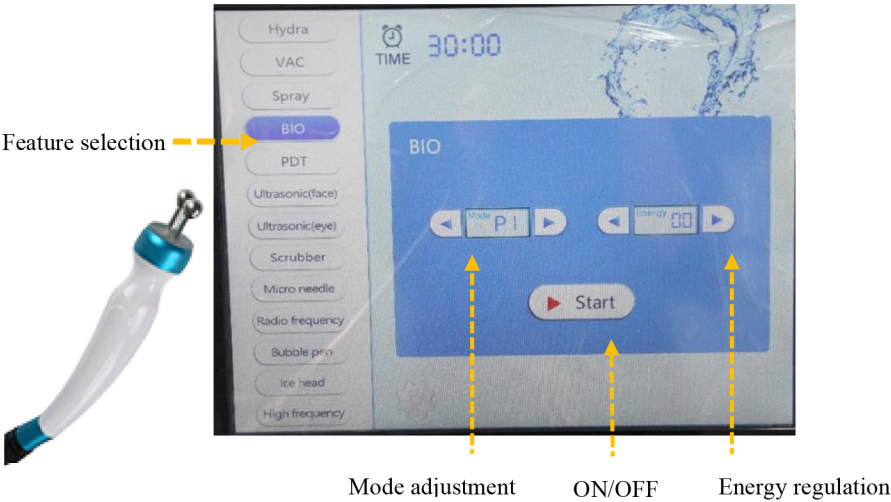 Hydra
VAC
Spray
BIO
PDT
Ultrasonic(face)
Ultrasonic(eye)
Scrubber
Micro needle
Radio frequency
Bubble pen
Ice head
High frequency
TIME 30:00
BIO
Mode P1
Energy 00
Start
Feature selection
Mode adjustment
ON/OFF
Energy regulation